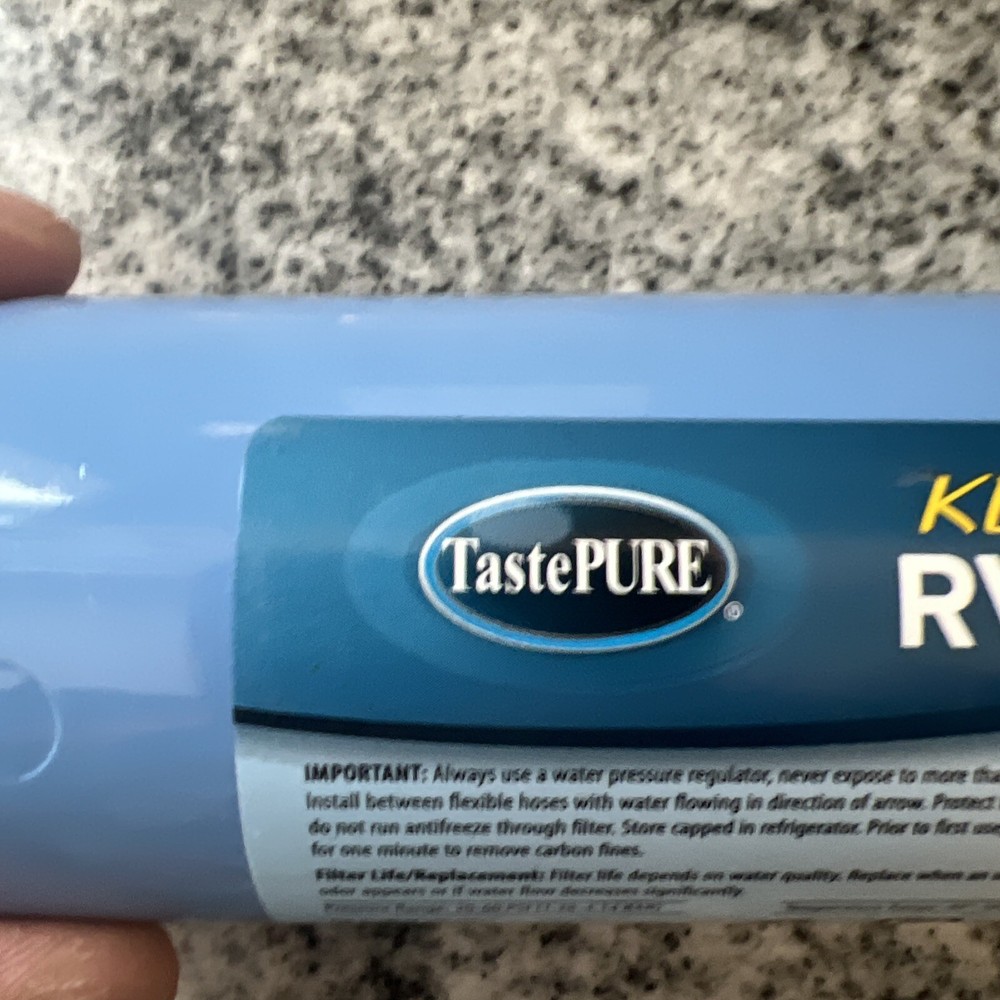 TastePURE
®
K
RV
IMPORTANT: Always use a water pressure regulator, never expose to more tha
Install between flexible hoses with water flowing in direction of arrow. Protect
do not run antifreeze through filter. Store capped in refrigerator. Prior to first use
for one minute to remove carbon fines.
Filter Life/Replacement: Filter life depends on water quality. Replace when an
odor appears or if water flow decreases significantly.